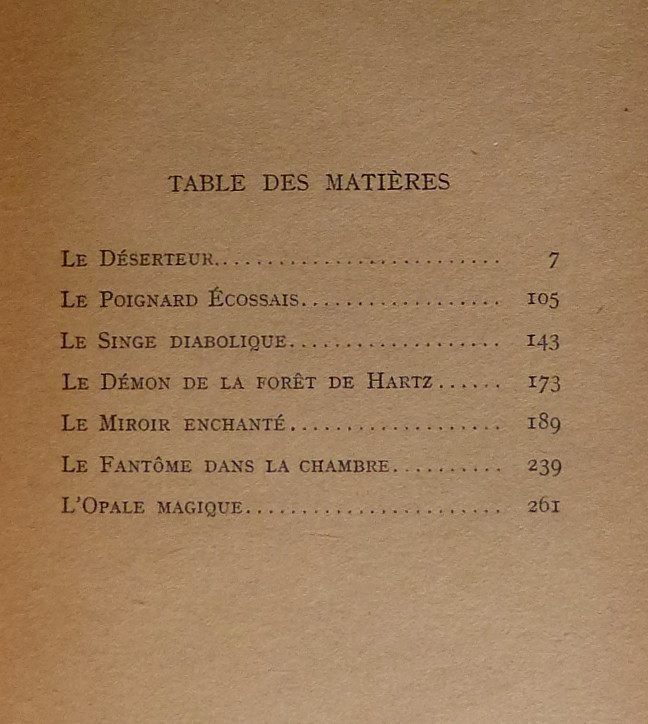 TABLE DES MATIÈRES
Le Déserteur........................... 7
Le Poignard Écossais................... 105
Le Singe diabolique.................... 143
Le Démon de la forêt de Hartz...... 173
Le Miroir enchanté.................... 189
Le Fantôme dans la chambre.......... 239
L'Opale magique........................ 261